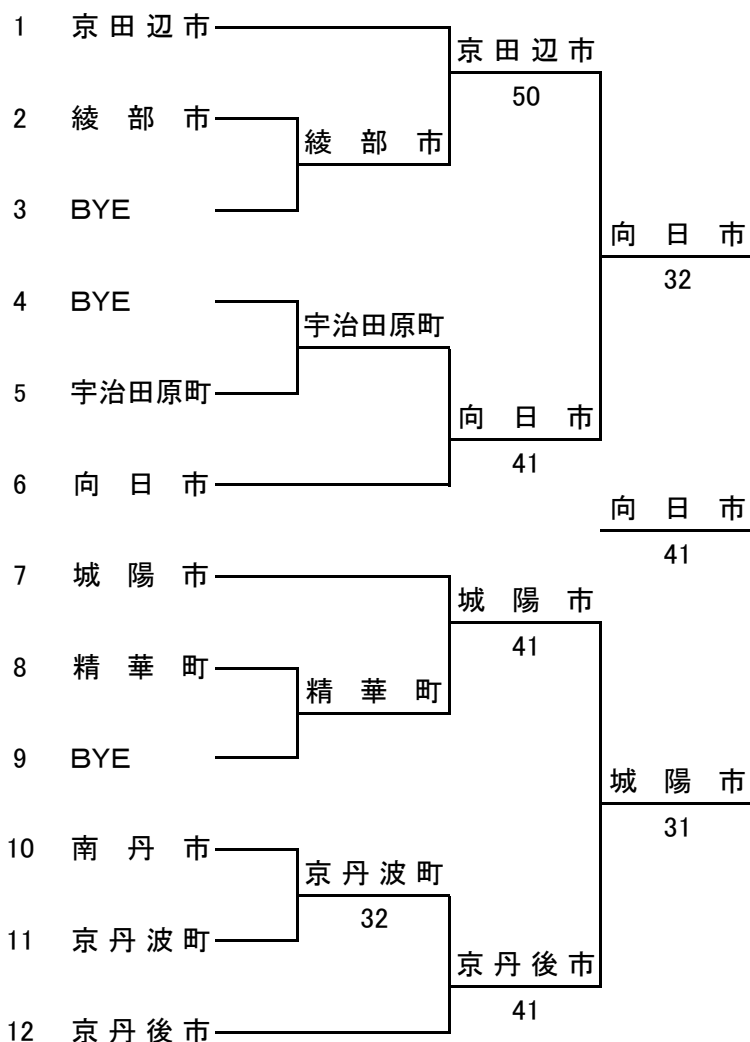 1 京田辺市
京田辺市
50
2 綾部市
綾部市
3 BYE
向日市
32
4 BYE
宇治田原町
5 宇治田原町
向日市
41
6 向日市
向日市
41
7 城陽市
城陽市
41
8 精華町
精華町
9 BYE
城陽市
31
10 南丹市
京丹波町
32
11 京丹波町
京丹後市
41
12 京丹後市